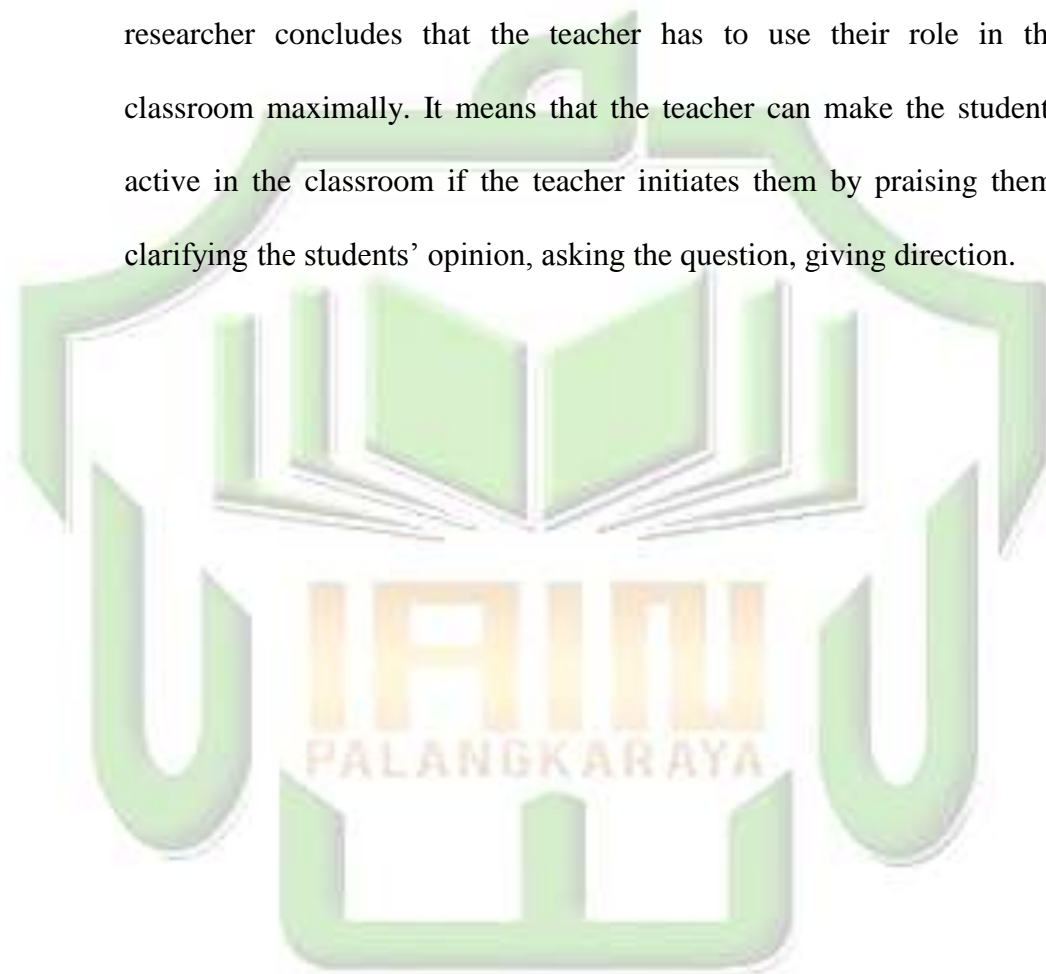 researcher concludes that the teacher has to use their role in th
classroom maximally. It means that the teacher can make the student
active in the classroom if the teacher initiates them by praising them
clarifying the students’ opinion, asking the question, giving direction.
IAIN
PALANGKARAYA